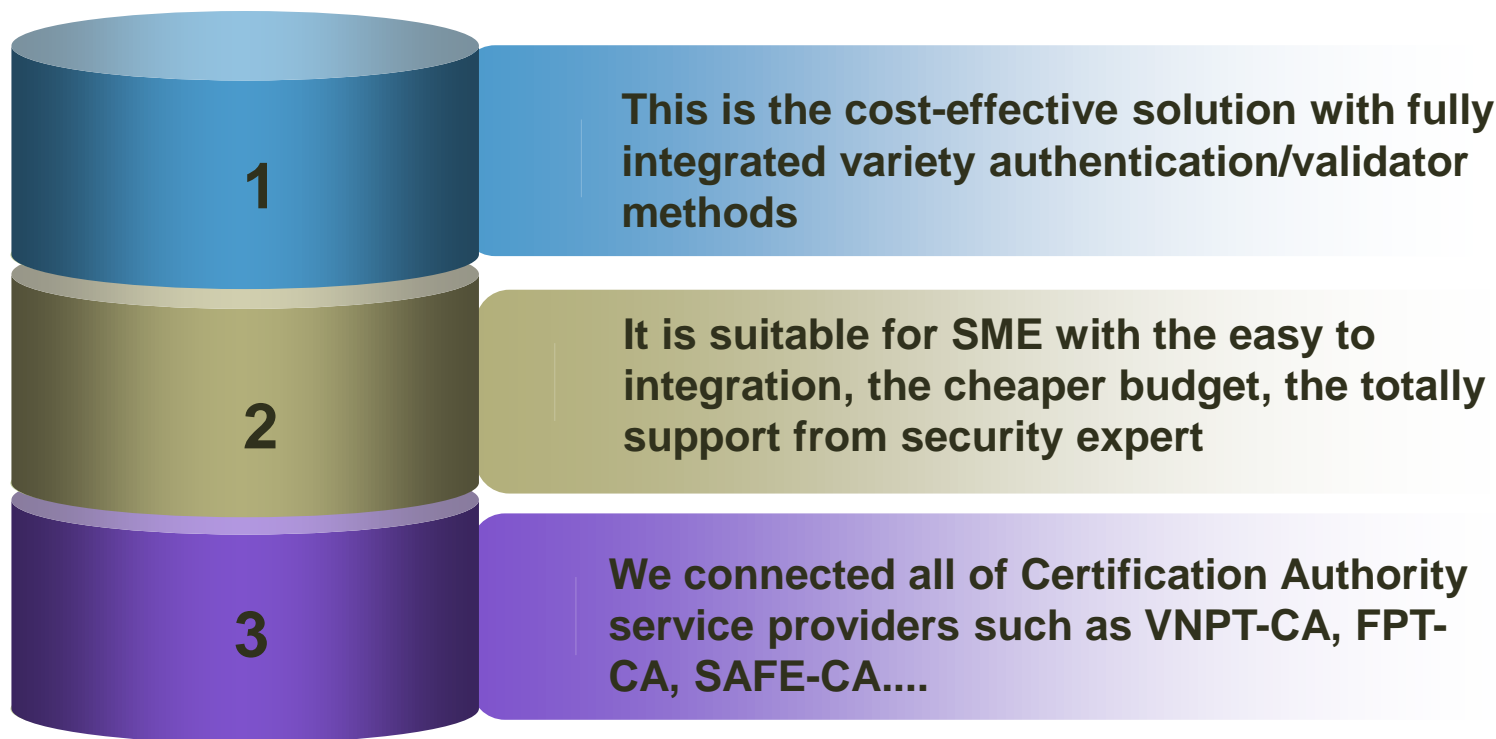 1
This is the cost-effective solution with fully
integrated variety authentication/validator
methods
2
It is suitable for SME with the easy to
integration, the cheaper budget, the totally
support from security expert
3
We connected all of Certification Authority
service providers such as VNPT-CA, FPT-
CA, SAFE-CA....